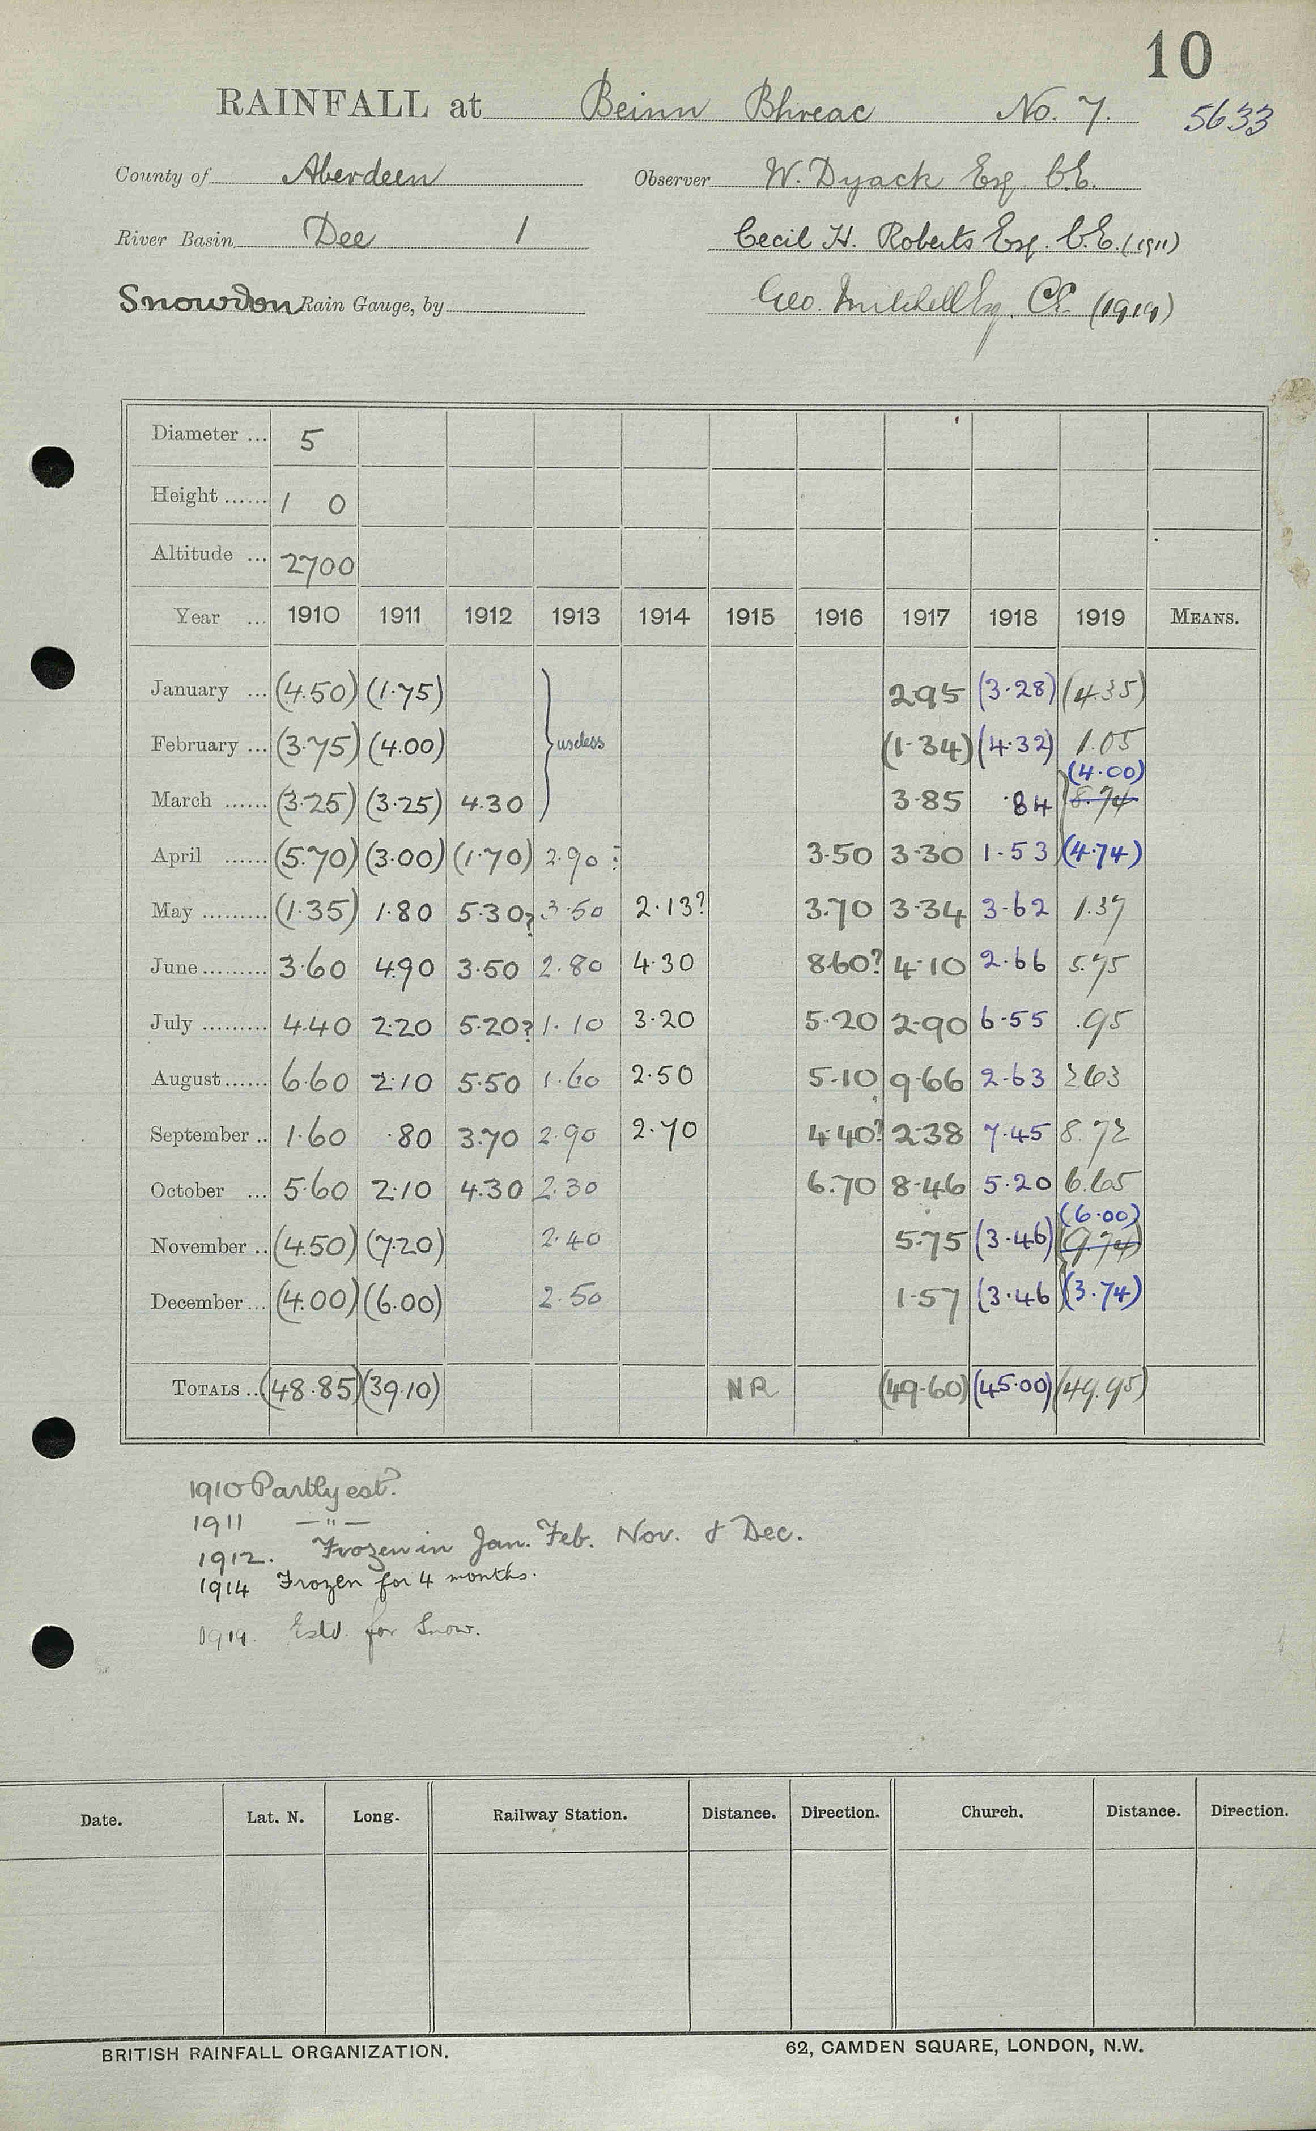 10
RAINFALL at Beinn Bhreac No. 7. 5633
County of Aberdeen Observer W. Dyack Esq. C.E.
River Basin Dee 1 Cecil H. Roberts Esq. C.E. (1911)
Snowdon Rain Gauge, by Geo. Mitchell Esq. C.E. (1919)
Diameter ... 5
Height ...... 1 0
Altitude ... 2700
Year ... 1910 1911 1912 1913 1914 1915 1916 1917 1918 1919 MEANS.
January ... (4.50) (1.75) 2.95 (3.28) (4.35)
February ... (3.75) (4.00) useless (1.34) (4.32) 1.05
(4.00)
March ...... (3.25) (3.25) 4.30 3.85 .84 8.74
April ...... (5.70) (3.00) (1.70) 2.90? 3.50 3.30 1.53 (4.74)
May ......... (1.35) 1.80 5.30? 3.50 2.13? 3.70 3.34 3.62 1.37
June ......... 3.60 4.90 3.50 2.80 4.30 8.60? 4.10 2.66 5.75
July ......... 4.40 2.20 5.20? 1.10 3.20 5.20 2.90 6.55 .95
August ...... 6.60 2.10 5.50 1.60 2.50 5.10 9.66 2.63 2.63
September .. 1.60 .80 3.70 2.90 2.70 4.40? 2.38 7.45 8.72
October ... 5.60 2.10 4.30 2.30 6.70 8.46 5.20 6.65
(6.00)
November .. (4.50) (7.20) 2.40 5.75 (3.46) (9.74)
December ... (4.00) (6.00) 2.50 1.57 (3.46 (3.74)
TOTALS .. (48.85) (39.10) NR (49.60) (45.00) (49.95)
1910 Partly est?
1911 — " —
1912. Frozen in Jan. Feb. Nov. & Dec.
1914 Frozen for 4 months.
1919. Estd. for Snow.
Date. Lat. N. Long. Railway Station. Distance. Direction. Church. Distance. Direction.
BRITISH RAINFALL ORGANIZATION. 62, CAMDEN SQUARE, LONDON, N.W.